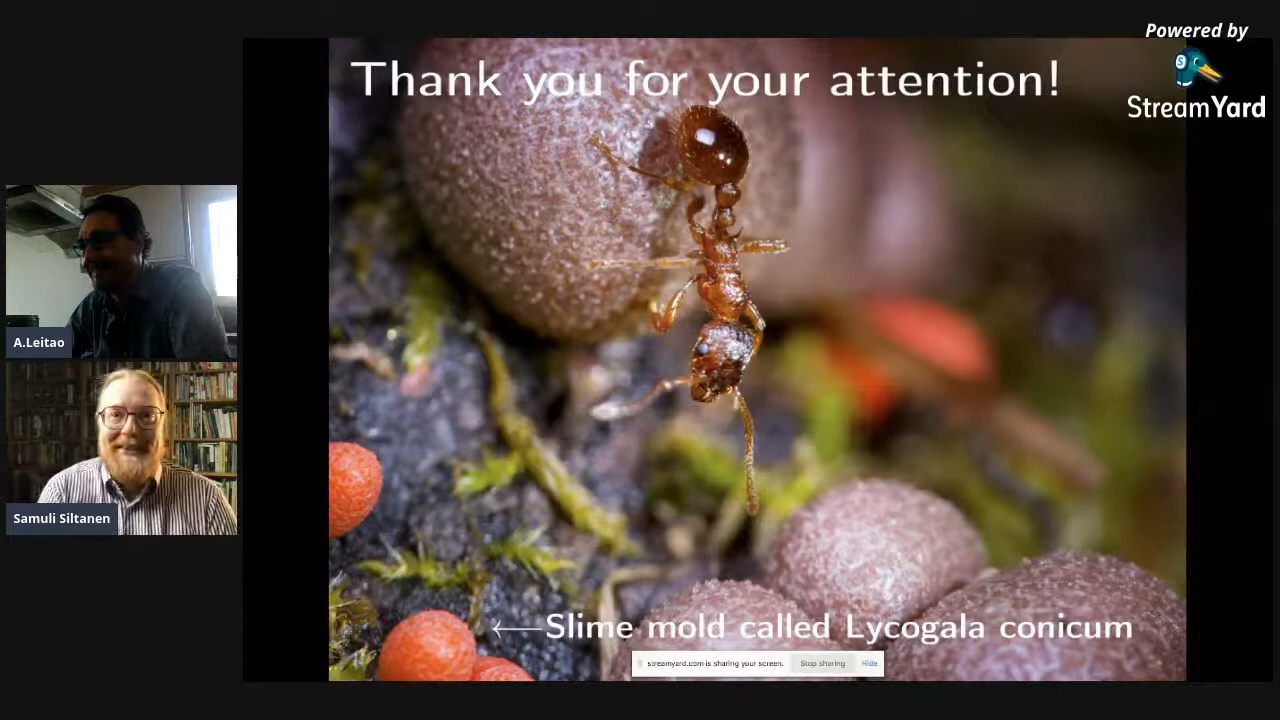 Powered by
StreamYard
Thank you for your attention!
A.Leitao
Samuli Siltanen
←Slime mold called Lycogala conicum
streamyard.com is sharing your screen. Stop sharing Hide